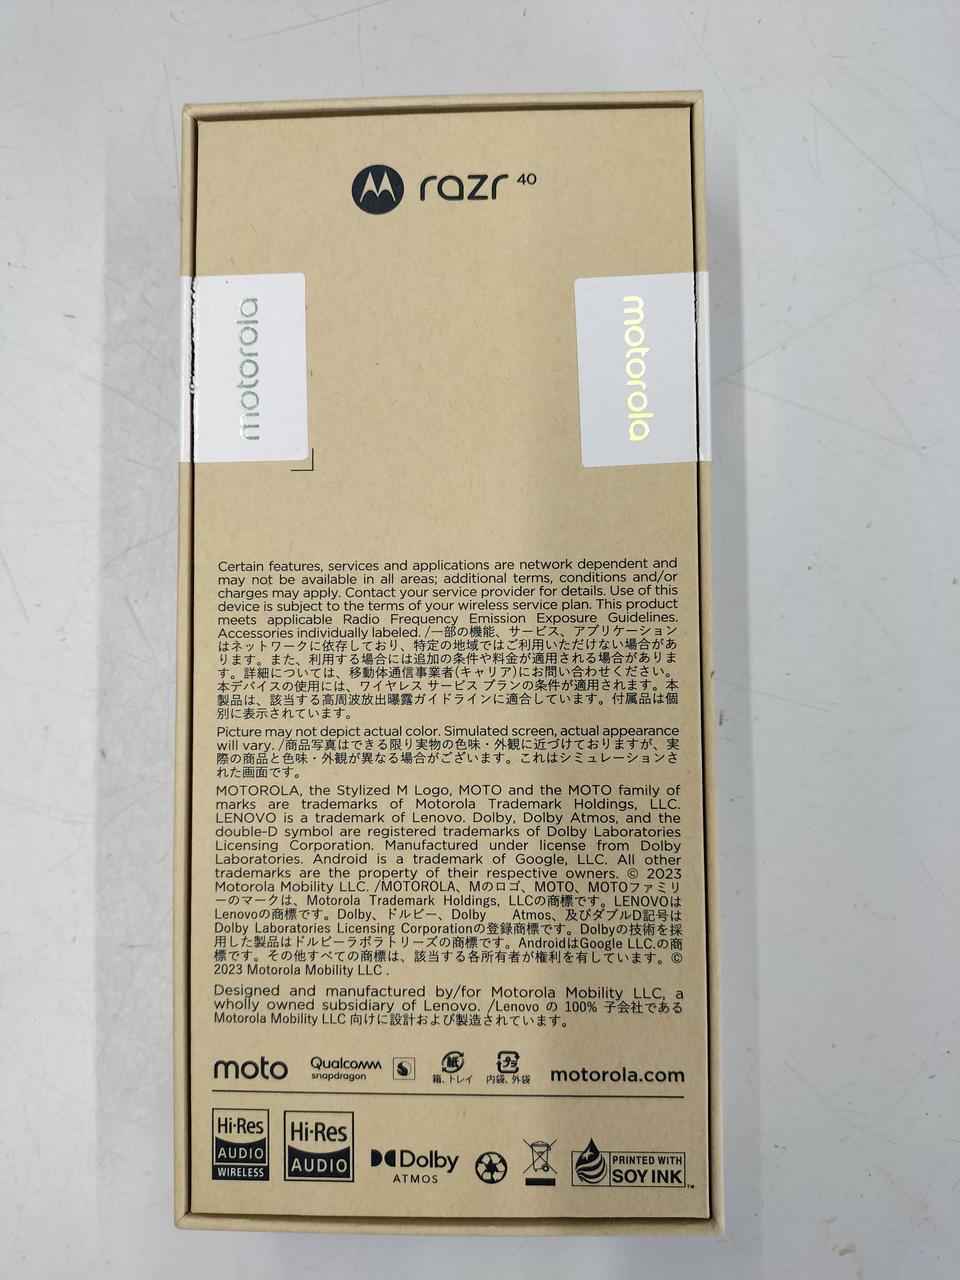 razr 40
motorola
motorola
Certain features, services and applications are network dependent and
may not be available in all areas; additional terms, conditions and/or
charges may apply. Contact your service provider for details. Use of this
device is subject to the terms of your wireless service plan. This product
meets applicable Radio Frequency Emission Exposure Guidelines.
Accessories individually labeled. /一部の機能、サービス、アプリケーション
はネットワークに依存しており、特定の地域ではご利用いただけない場合があ
ります。また、利用する場合には追加の条件や料金が適用される場合がありま
す。詳細については、移動体通信事業者(キャリア)にお問い合わせください。
本デバイスの使用には、ワイヤレス サービス プランの条件が適用されます。本
製品は、該当する高周波放出曝露ガイドラインに適合しています。付属品は個
別に表示されています。
Picture may not depict actual color. Simulated screen, actual appearance
will vary. /商品写真はできる限り実物の色味・外観に近づけておりますが、実
際の商品と色味・外観が異なる場合がございます。これはシミュレーションさ
れた画面です。
MOTOROLA, the Stylized M Logo, MOTO and the MOTO family of
marks are trademarks of Motorola Trademark Holdings, LLC.
LENOVO is a trademark of Lenovo. Dolby, Dolby Atmos, and the
double-D symbol are registered trademarks of Dolby Laboratories
Licensing Corporation. Manufactured under license from Dolby
Laboratories. Android is a trademark of Google, LLC. All other
trademarks are the property of their respective owners. © 2023
Motorola Mobility LLC. /MOTOROLA、Mのロゴ、MOTO、MOTOファミリ
ーのマークは、Motorola Trademark Holdings, LLCの商標です。LENOVOは
Lenovoの商標です。Dolby、ドルビー、Dolby Atmos、及びダブルD記号は
Dolby Laboratories Licensing Corporationの登録商標です。Dolbyの技術を採
用した製品はドルビーラボラトリーズの商標です。AndroidはGoogle LLC.の商
標です。その他すべての商標は、該当する各所有者が権利を有しています。©
2023 Motorola Mobility LLC .
Designed and manufactured by/for Motorola Mobility LLC, a
wholly owned subsidiary of Lenovo. /Lenovo の 100% 子会社である
Motorola Mobility LLC 向けに設計および製造されています。
moto
Qualcomm
snapdragon
紙
箱、トレイ
プラ
内袋、外袋
motorola.com
Hi-Res
AUDIO
WIRELESS
Hi-Res
AUDIO
Dolby
ATMOS
PRINTED WITH
SOY INK™